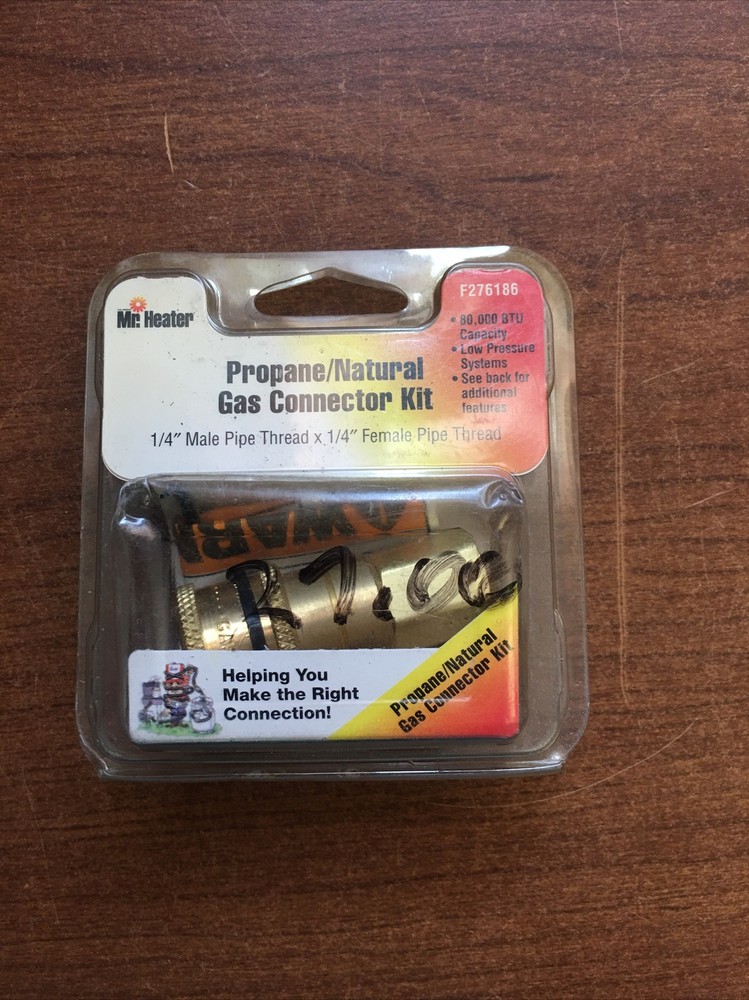 Mr. Heater
F276186
• 80,000 BTU
Capacity
• Low Pressure
Systems
• See back for
additional
features
Propane/Natural
Gas Connector Kit
1/4" Male Pipe Thread x 1/4" Female Pipe Thread
WARN
Helping You
Make the Right
Connection!
Propane/Natural
Gas Connector Kit